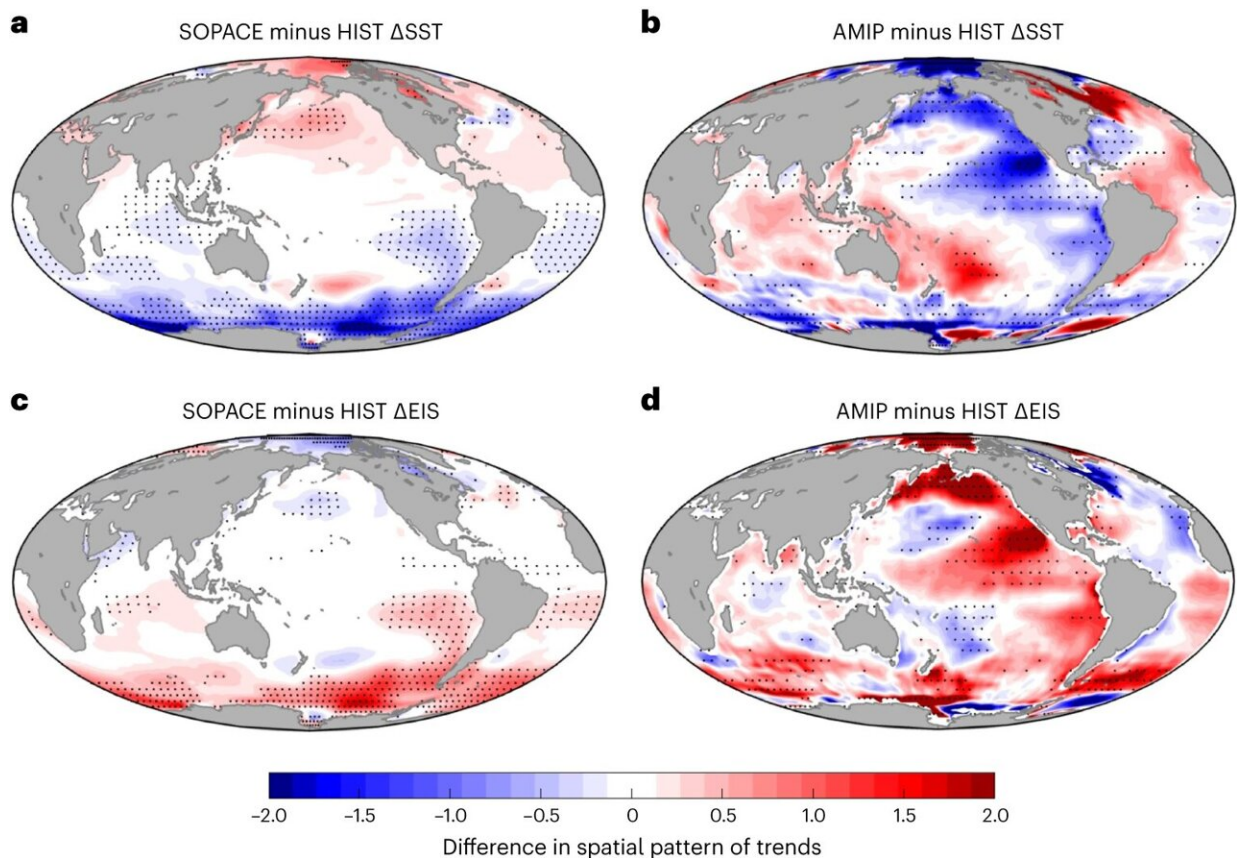 a
SOPACE minus HIST ΔSST
b
AMIP minus HIST ΔSST
c
SOPACE minus HIST ΔEIS
d
AMIP minus HIST ΔEIS
−2.0 −1.5 −1.0 −0.5 0 0.5 1.0 1.5 2.0
Difference in spatial pattern of trends